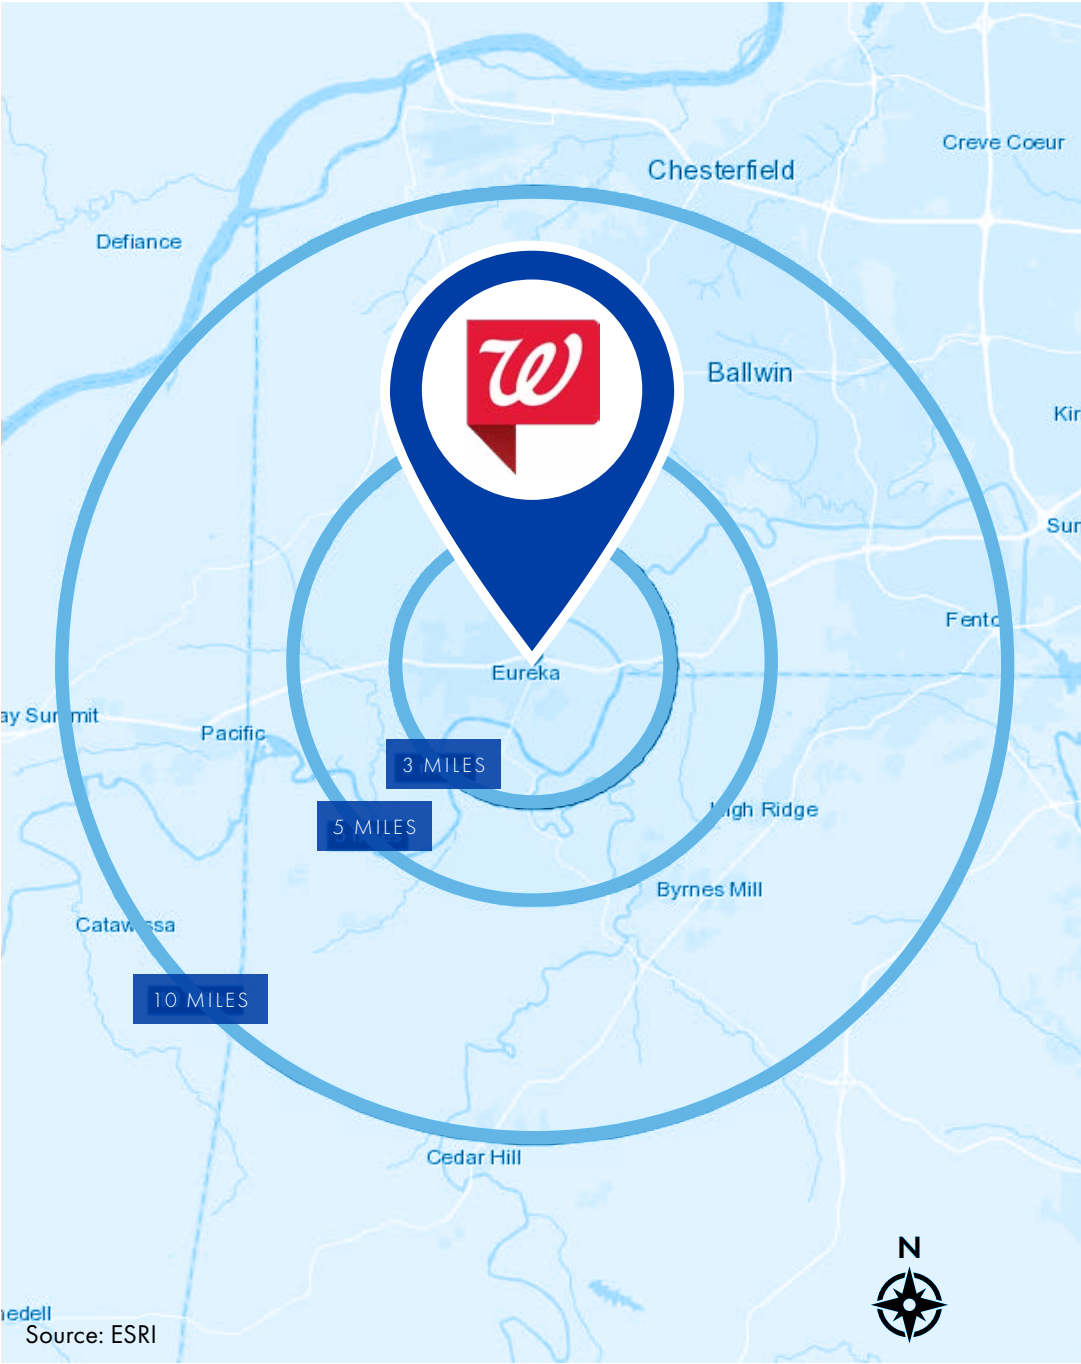 Creve Coeur
Chesterfield
Defiance
W
Ballwin
Eureka
Pacific
3 MILES
High Ridge
5 MILES
Byrnes Mill
Catawissa
10 MILES
Cedar Hill
N
Source: ESRI